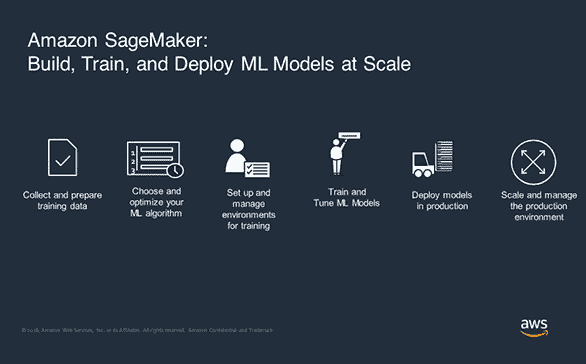 Amazon SageMaker:
Build, Train, and Deploy ML Models at Scale
1
2
3
Collect and prepare
training data
Choose and
optimize your
ML algorithm
Set up and
manage
environments
for training
Train and
Tune ML Models
Deploy models
in production
Scale and manage
the production
environment
Amazon Web Services, Inc. or its Affiliates. All rights reserved. Amazon Confidential and Trademark
aws